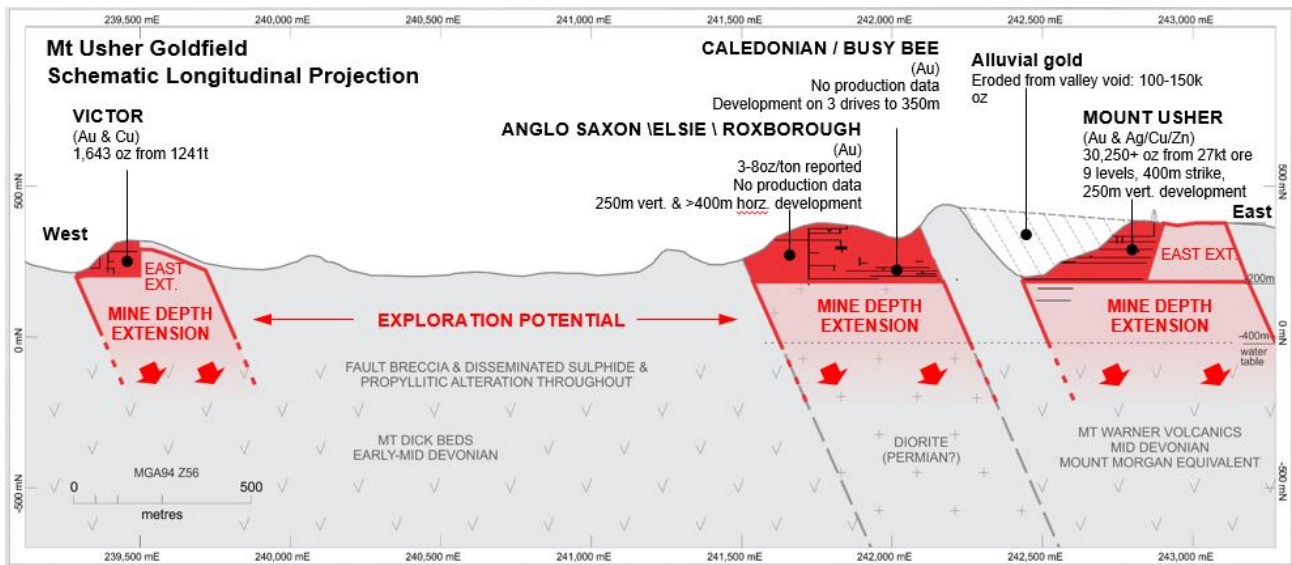 239,500 mE 240,000 mE 240,500 mE 241,000 mE 241,500 mE 242,000 mE 242,500 mE 243,000 mE
Mt Usher Goldfield
Schematic Longitudinal Projection
VICTOR
(Au & Cu)
1,643 oz from 1241t
CALEDONIAN / BUSY BEE
(Au)
No production data
Development on 3 drives to 350m
ANGLO SAXON \ELSIE \ ROXBOROUGH
(Au)
3-8oz/ton reported
No production data
250m vert. & >400m horz. development
Alluvial gold
Eroded from valley void: 100-150k
oz
MOUNT USHER
(Au & Ag/Cu/Zn)
30,250+ oz from 27kt ore
9 levels, 400m strike,
250m vert. development
500 mN
500 mN
West
East
EAST
EXT.
EAST EXT.
-200m
MINE DEPTH
EXTENSION
EXPLORATION POTENTIAL
MINE DEPTH
EXTENSION
MINE DEPTH
EXTENSION
0 mN
0 mN
-400m
water
table
FAULT BRECCIA & DISSEMINATED SULPHIDE &
PROPYLLITIC ALTERATION THROUGHOUT
MT DICK BEDS
EARLY-MID DEVONIAN
DIORITE
(PERMIAN?)
MT WARNER VOLCANICS
MID DEVONIAN
MOUNT MORGAN EQUIVALENT
MGA94 Z56
0 500
metres
-500 mN
-500 mN
239,500 mE 240,000 mE 240,500 mE 241,000 mE 241,500 mE 242,000 mE 242,500 mE 243,000 mE